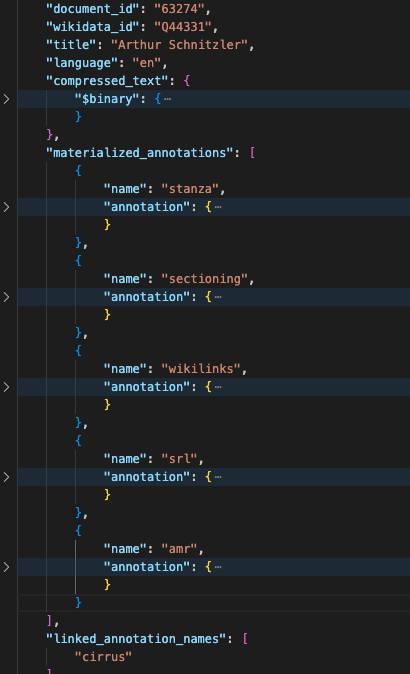 "document_id": "63274",
"wikidata_id": "Q44331",
"title": "Arthur Schnitzler",
"language": "en",
"compressed_text": {
"$binary": {⋯
}
},
"materialized_annotations": [
{
"name": "stanza",
"annotation": {⋯
}
},
{
"name": "sectioning",
"annotation": {⋯
}
},
{
"name": "wikilinks",
"annotation": {⋯
}
},
{
"name": "srl",
"annotation": {⋯
}
},
{
"name": "amr",
"annotation": {⋯
}
}
],
"linked_annotation_names": [
"cirrus"